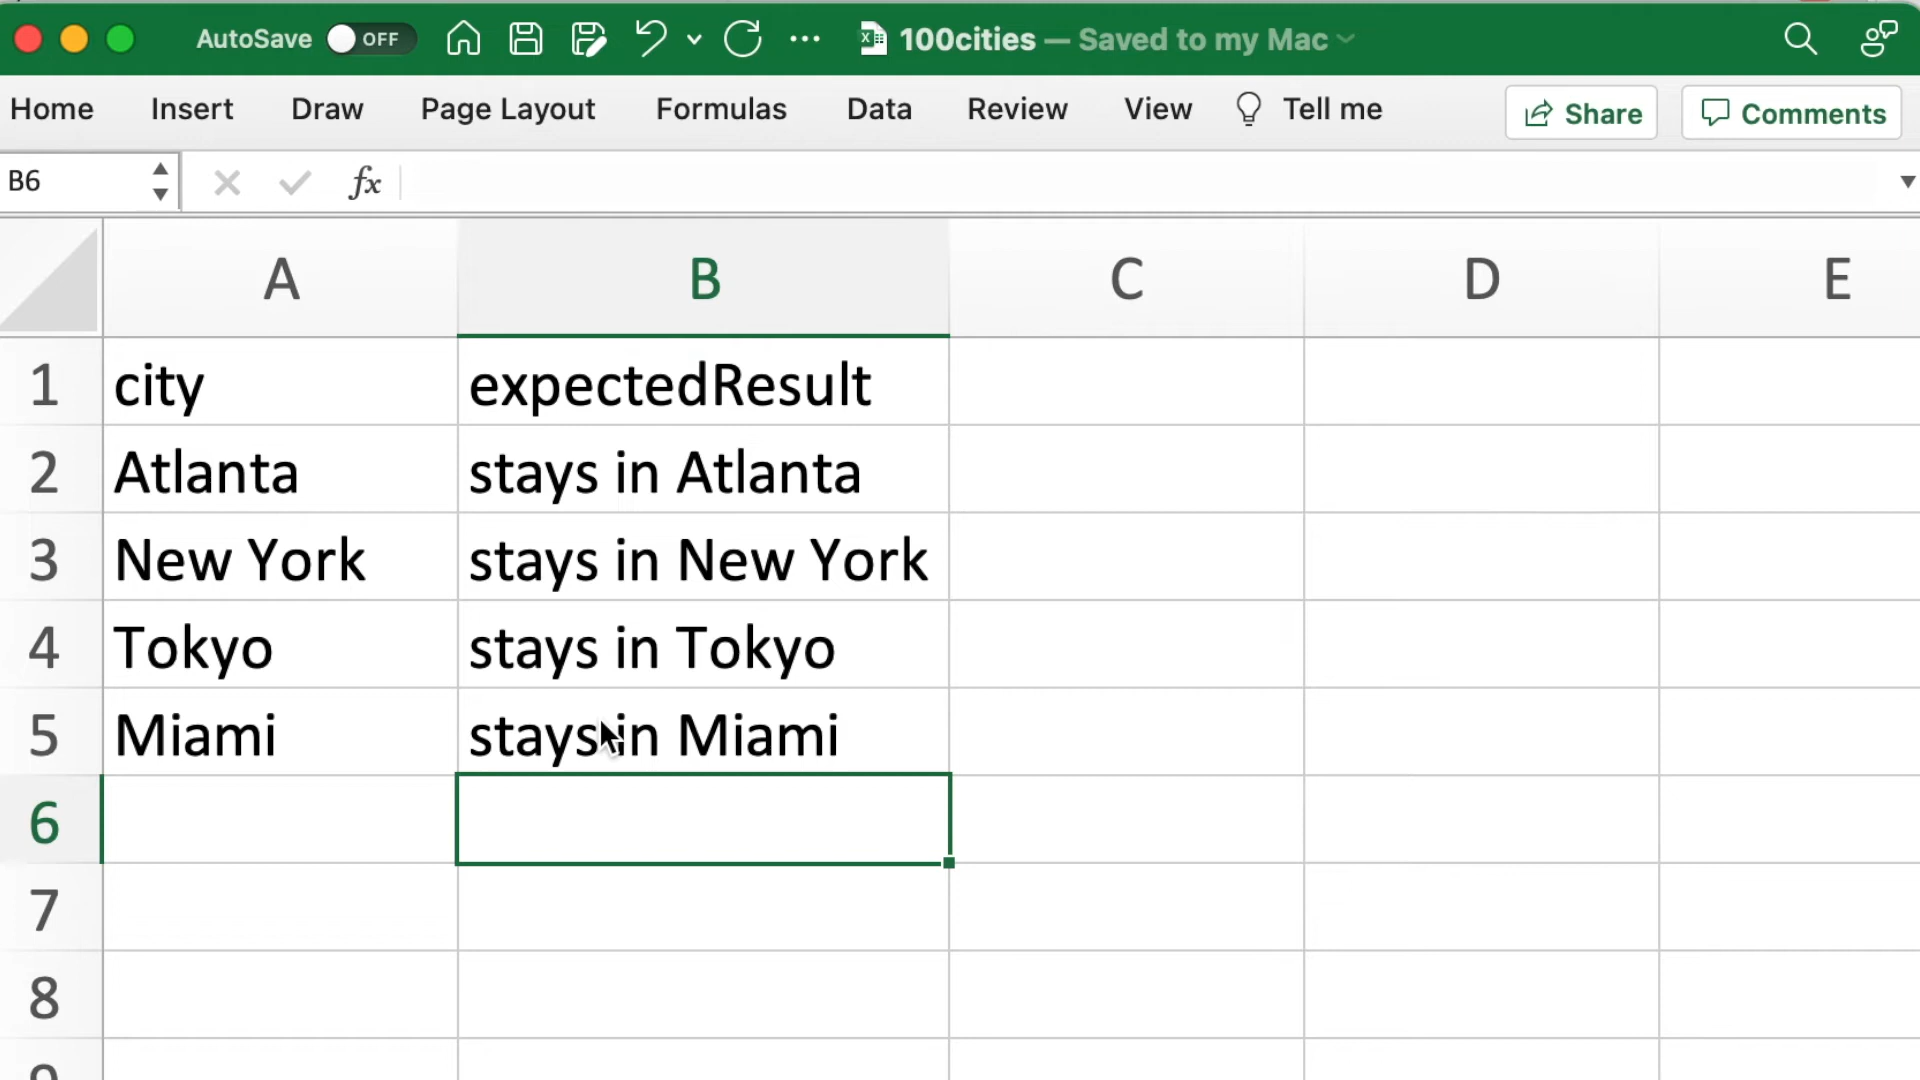 AutoSave OFF 100cities — Saved to my Mac
Home Insert Draw Page Layout Formulas Data Review View Tell me Share Comments
B6 fx
A B C D E
1 city expectedResult
2 Atlanta stays in Atlanta
3 New York stays in New York
4 Tokyo stays in Tokyo
5 Miami stays in Miami
6
7
8
9